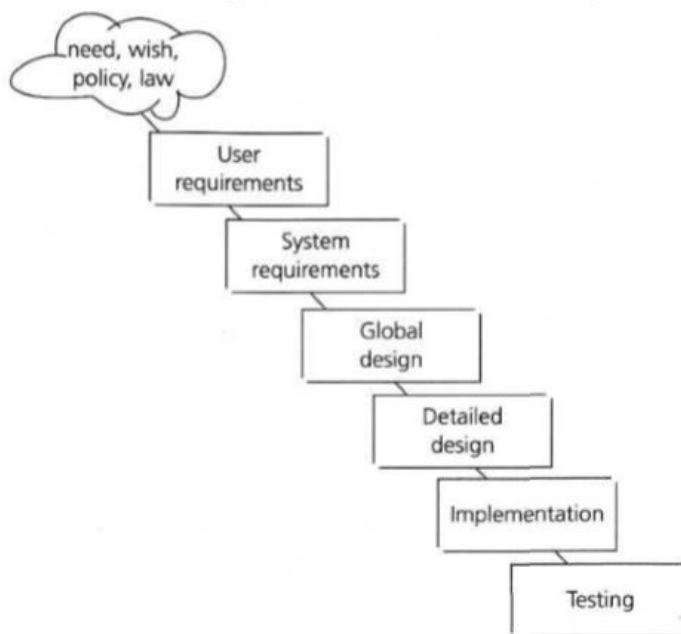 need, wish,
policy, law
User
requirements
System
requirements
Global
design
Detailed
design
Implementation
Testing